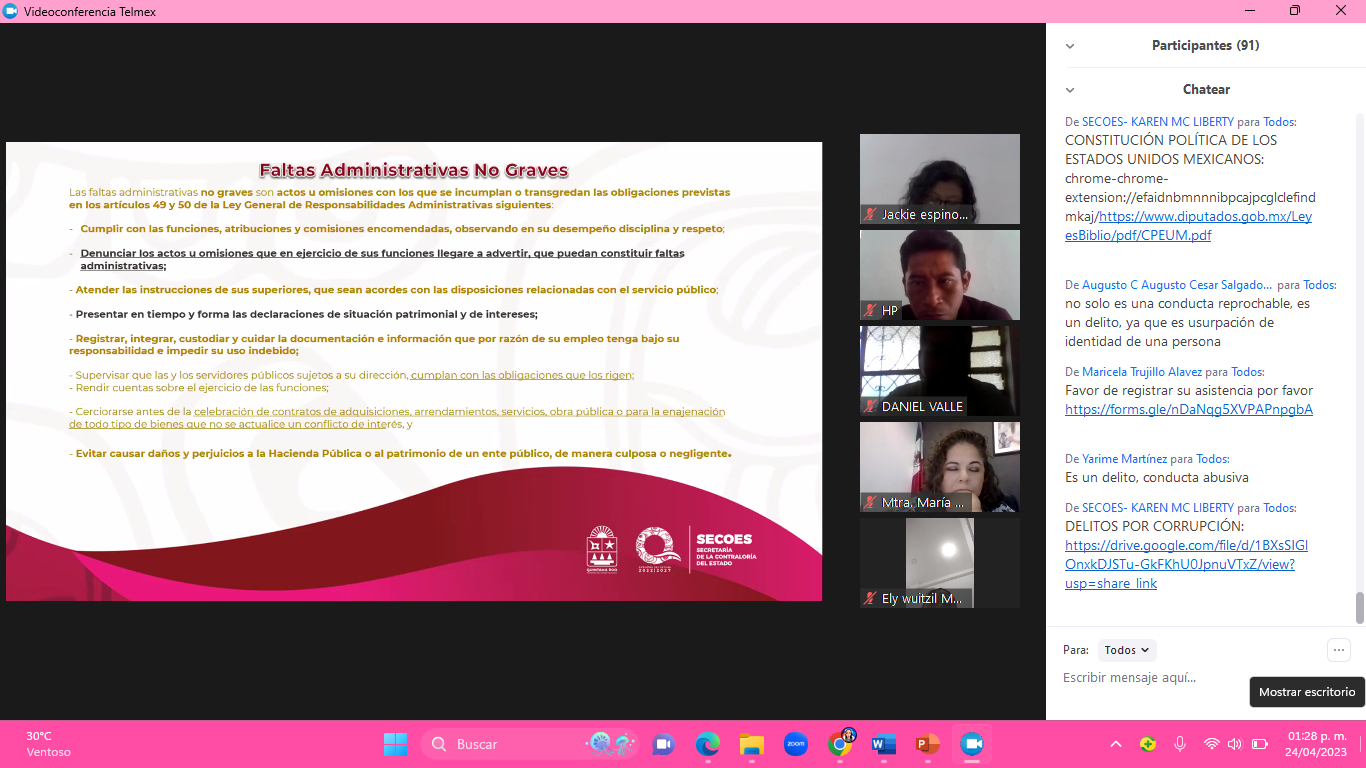 Videoconferencia Telmex
Faltas Administrativas No Graves
Las faltas administrativas no graves son actos u omisiones con los que se incumplan o transgredan las obligaciones previstas
en los artículos 49 y 50 de la Ley General de Responsabilidades Administrativas siguientes:
- Cumplir con las funciones, atribuciones y comisiones encomendadas, observando en su desempeño disciplina y respeto;
- Denunciar los actos u omisiones que en ejercicio de sus funciones llegare a advertir, que puedan constituir faltas
administrativas;
- Atender las instrucciones de sus superiores, que sean acordes con las disposiciones relacionadas con el servicio público;
- Presentar en tiempo y forma las declaraciones de situación patrimonial y de intereses;
- Registrar, integrar, custodiar y cuidar la documentación e información que por razón de su empleo tenga bajo su
responsabilidad e impedir su uso indebido;
- Supervisar que las y los servidores públicos sujetos a su dirección, cumplan con las obligaciones que los rigen;
- Rendir cuentas sobre el ejercicio de las funciones;
- Cerciorarse antes de la celebración de contratos de adquisiciones, arrendamientos, servicios, obra pública o para la enajenación
de todo tipo de bienes que no se actualice un conflicto de interés, y
- Evitar causar daños y perjuicios a la Hacienda Pública o al patrimonio de un ente público, de manera culposa o negligente.
QUINTANA ROO
2022/2027
SECOES
SECRETARÍA
DE LA CONTRALORÍA
DEL ESTADO
Jackie espino...
HP
DANIEL VALLE
Mtra. María ...
Ely wuitzil M...
Participantes (91)
Chatear
De SECOES- KAREN MC LIBERTY para Todos:
CONSTITUCIÓN POLÍTICA DE LOS
ESTADOS UNIDOS MEXICANOS:
chrome-chrome-
extension://efaidnbmnnnibpcajpcglclefind
mkaj/https://www.diputados.gob.mx/Ley
esBiblio/pdf/CPEUM.pdf
De Augusto C Augusto Cesar Salgado... para Todos:
no solo es una conducta reprochable, es
un delito, ya que es usurpación de
identidad de una persona
De Maricela Trujillo Alavez para Todos:
Favor de registrar su asistencia por favor
https://forms.gle/nDaNqg5XVPAPnpgbA
De Yarime Martínez para Todos:
Es un delito, conducta abusiva
De SECOES- KAREN MC LIBERTY para Todos:
DELITOS POR CORRUPCIÓN:
https://drive.google.com/file/d/1BXsSIGI
OnxkDJSTu-GkFKhU0JpnuVTxZ/view?
usp=share_link
Para: Todos
Escribir mensaje aquí...
Mostrar escritorio
30°C
Ventoso
Buscar
zoom
01:28 p. m.
24/04/2023